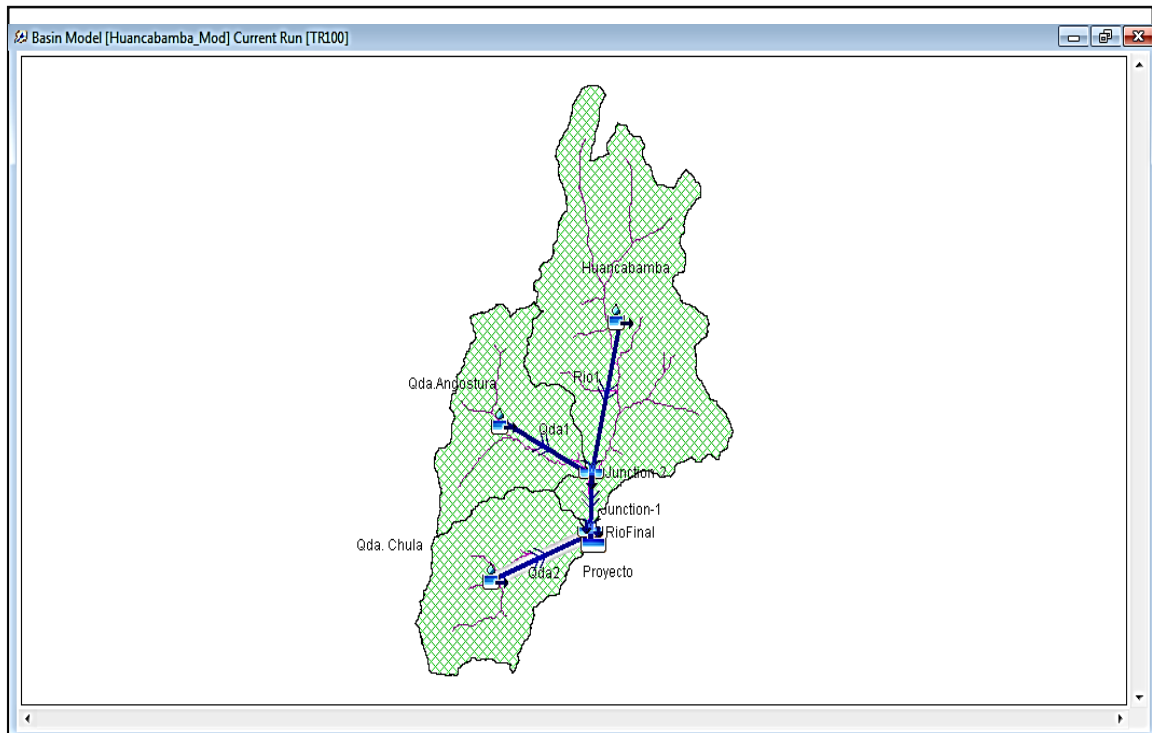 Basin Model [Huancabamba_Mod] Current Run [TR100]
Huancabamba
Rio1
Qda.Angostura
Qda1
Junction-2
Junction-1
RioFinal
Qda. Chula
Qda2
Proyecto